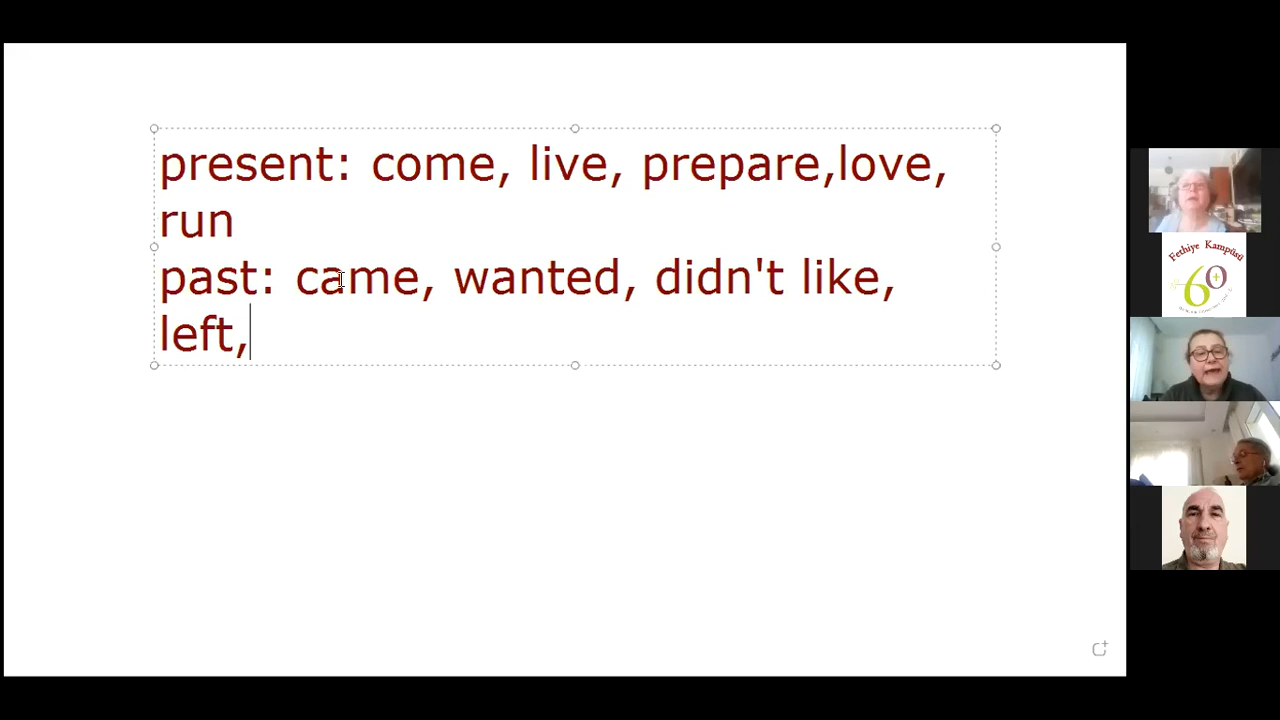 present: come, live, prepare,love,
run
past: came, wanted, didn't like,
left,
Fethiye Kampüsü
60+